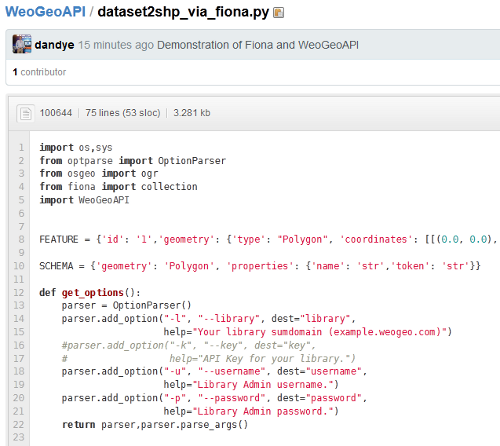 WeoGeoAPI / dataset2shp_via_fiona.py
dandye 15 minutes ago Demonstration of Fiona and WeoGeoAPI
1 contributor
100644 75 lines (53 sloc) 3.281 kb
1 import os,sys
2 from optparse import OptionParser
3 from osgeo import ogr
4 from fiona import collection
5 import WeoGeoAPI
6
7
8 FEATURE = {'id': '1','geometry': {'type': "Polygon", 'coordinates': [[(0.0, 0.0),
9
10 SCHEMA = {'geometry': 'Polygon', 'properties': {'name': 'str','token': 'str'}}
11
12 def get_options():
13 parser = OptionParser()
14 parser.add_option("-l", "--library", dest="library",
15 help="Your library sumdomain (example.weogeo.com)")
16 #parser.add_option("-k", "--key", dest="key",
17 # help="API Key for your library.")
18 parser.add_option("-u", "--username", dest="username",
19 help="Library Admin username.")
20 parser.add_option("-p", "--password", dest="password",
21 help="Library Admin password.")
22 return parser,parser.parse_args()
23